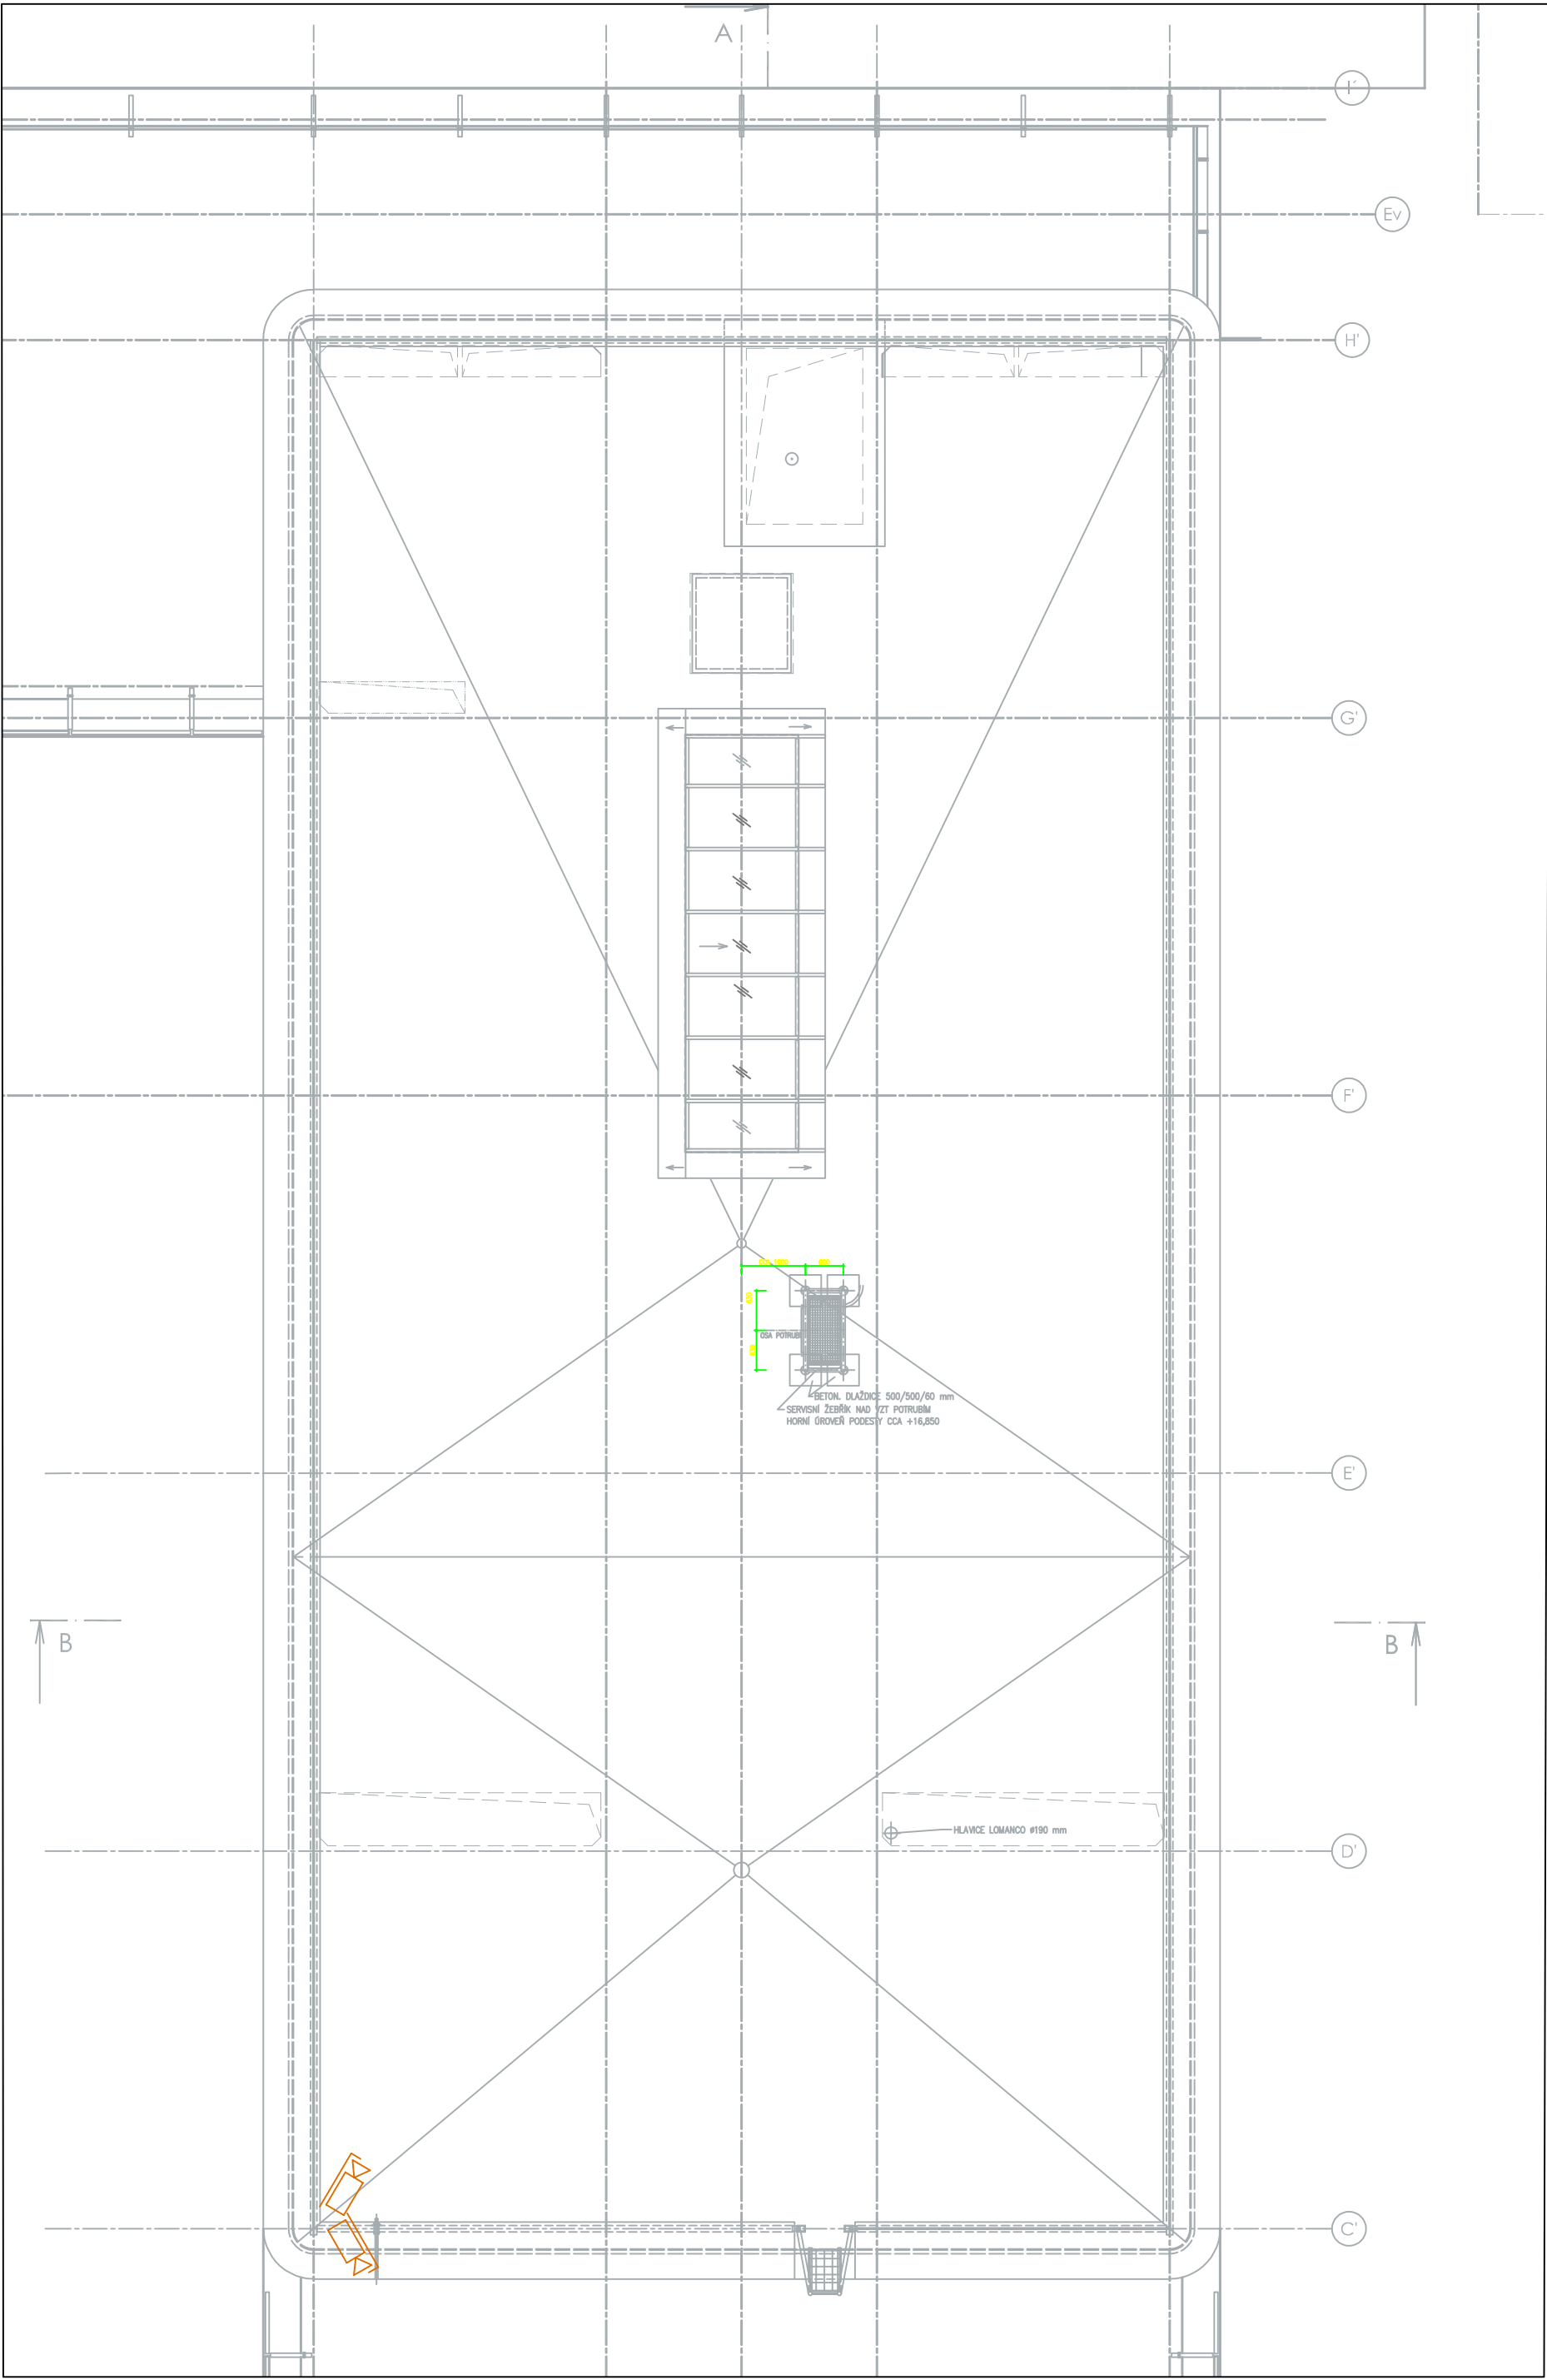 A
I'
Ev
H'
G'
F'
OSA POTRUBÍ
BETON. DLAŽDICE 500/500/60 mm
SERVISNÍ ŽEBŘÍK NAD VZT POTRUBÍM
HORNÍ ÚROVEŇ PODESTY CCA +16,850
E'
B
B
HLAVICE LOMANCO ø190 mm
D'
C'